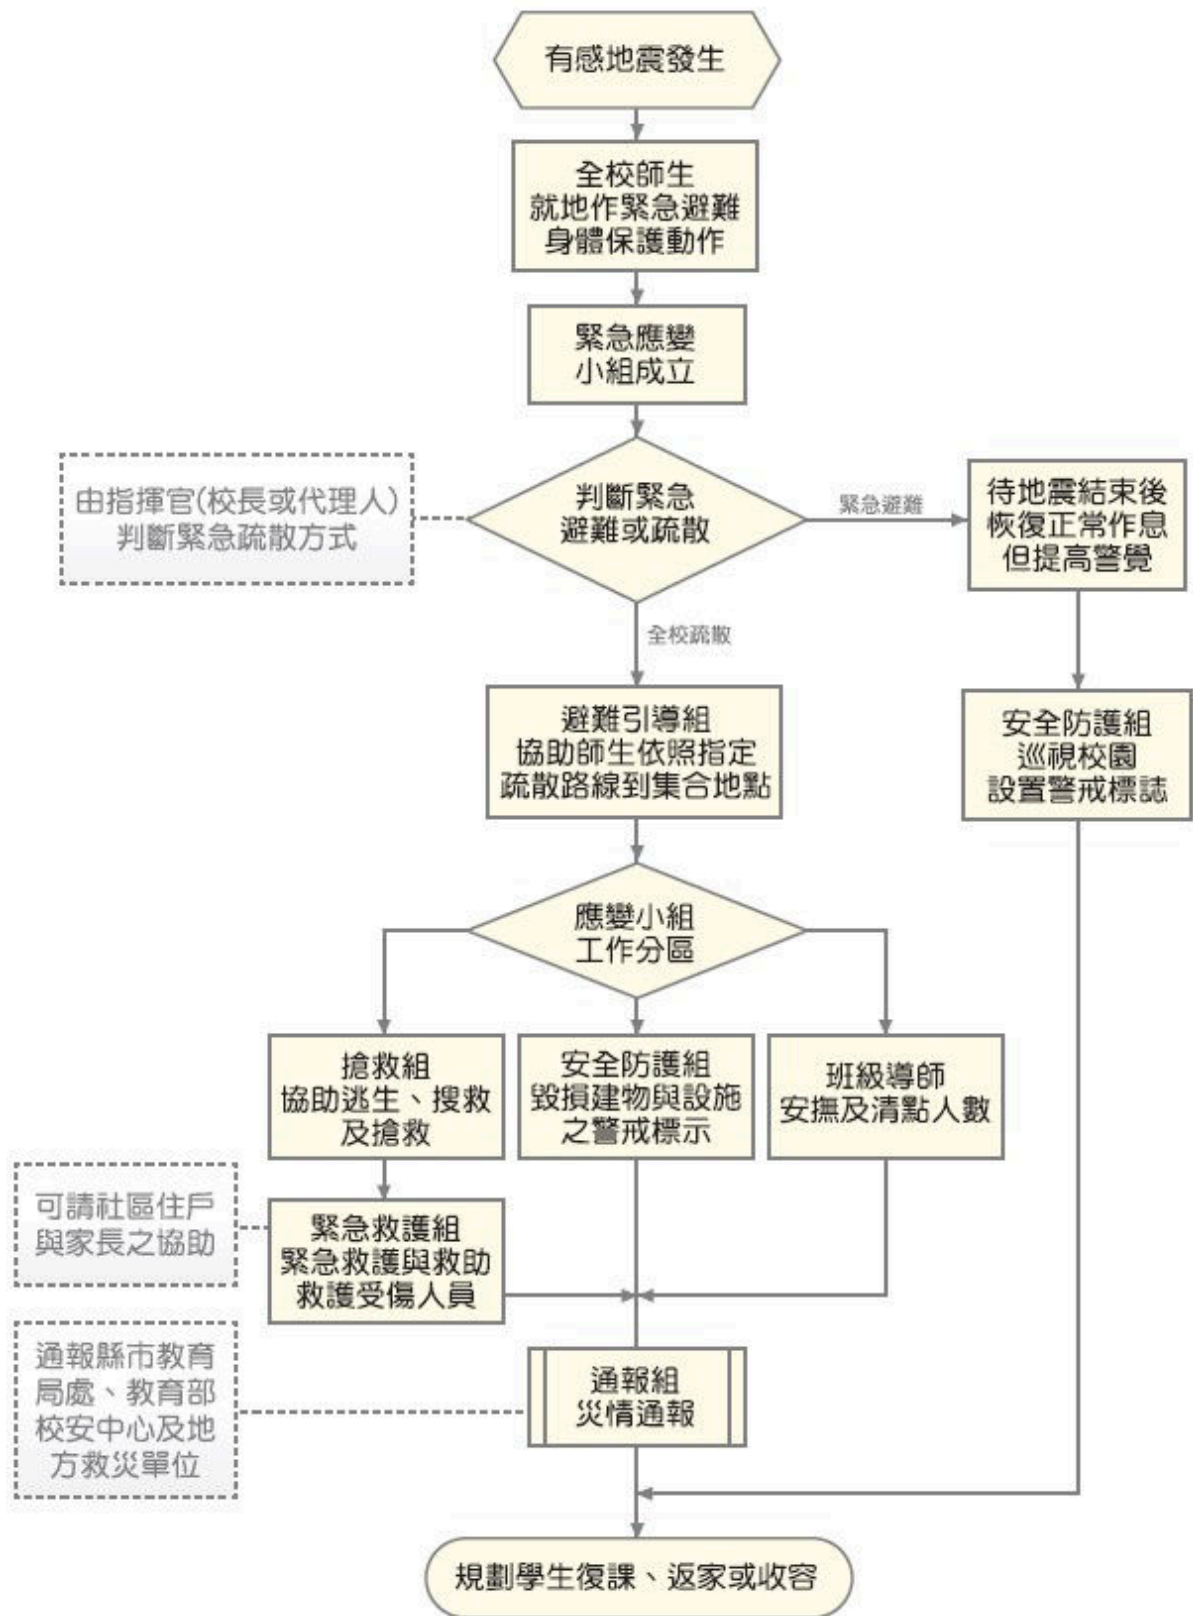 有感地震發生
全校師生
就地作緊急避難
身體保護動作
緊急應變
小組成立
由指揮官(校長或代理人)
判斷緊急疏散方式
判斷緊急
避難或疏散
緊急避難
待地震結束後
恢復正常作息
但提高警覺
全校疏散
避難引導組
協助師生依照指定
疏散路線到集合地點
安全防護組
巡視校園
設置警戒標誌
應變小組
工作分區
搶救組
協助逃生、搜救
及搶救
安全防護組
毀損建物與設施
之警戒標示
班級導師
安撫及清點人數
可請社區住戶
與家長之協助
緊急救護組
緊急救護與救助
救護受傷人員
通報縣市教育
局處、教育部
校安中心及地
方救災單位
通報組
災情通報
規劃學生復課、返家或收容